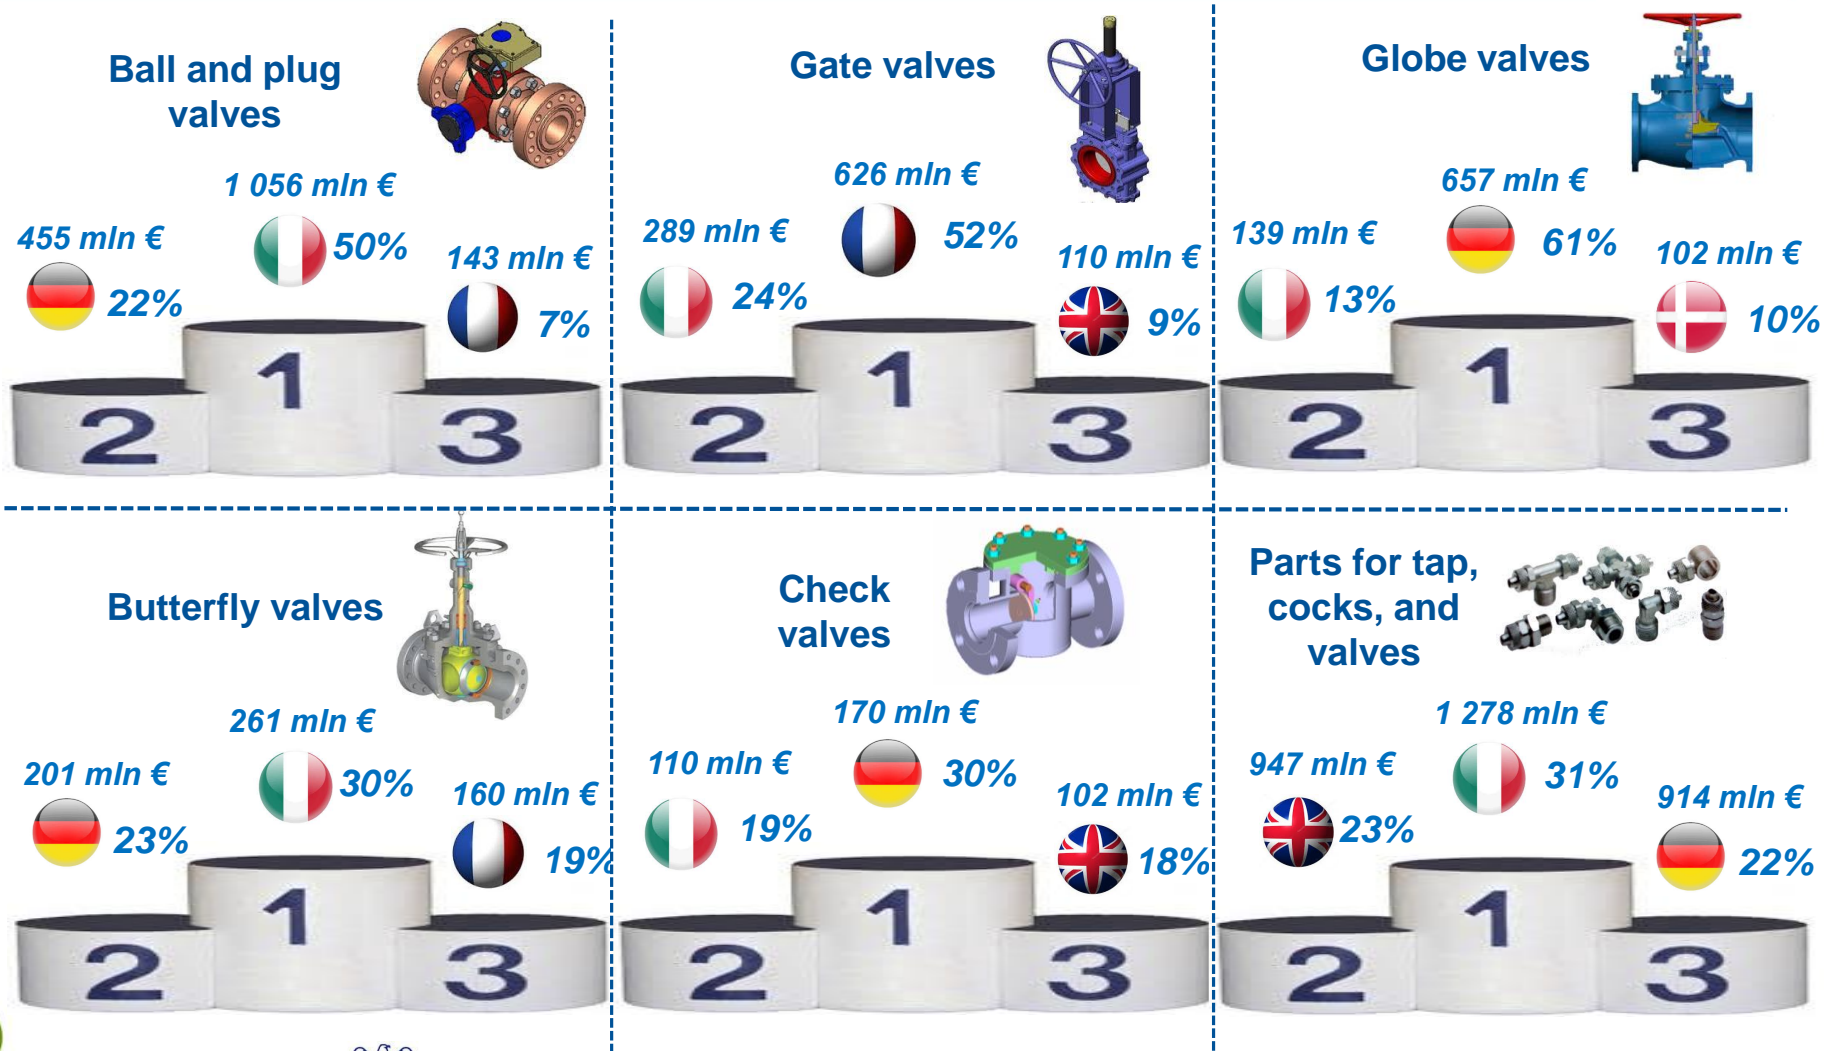 Ball and plug
valves
1 056 mln €
455 mln €
50%
143 mln €
22%
7%
1
2
3
Gate valves
626 mln €
289 mln €
52%
110 mln €
24%
9%
1
2
3
Globe valves
657 mln €
139 mln €
61%
102 mln €
13%
10%
1
2
3
Butterfly valves
261 mln €
201 mln €
30%
160 mln €
23%
19%
1
2
3
Check
valves
170 mln €
110 mln €
30%
102 mln €
19%
18%
1
2
3
Parts for tap,
cocks, and
valves
1 278 mln €
947 mln €
31%
914 mln €
23%
22%
1
2
3